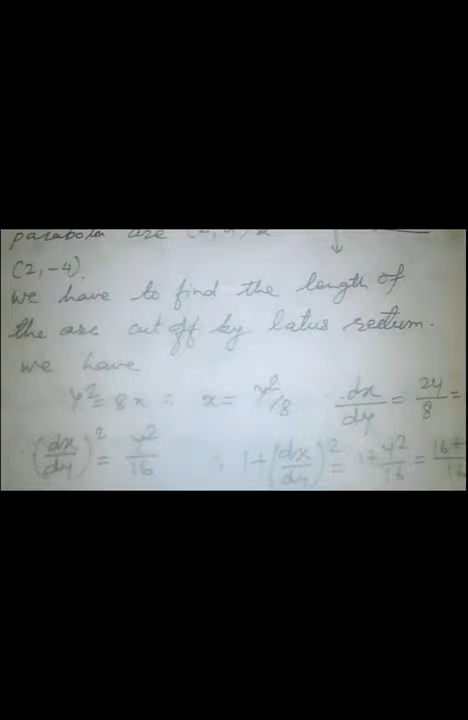 parabola are (2, 4) &
(2, -4).
we have to find the length of
the arc cut off by latus rectum.
we have
y² = 8x ∴ x = y²/8 ∴ dx/dy = 2y/8 =
∴ (dx/dy)² = y²/16 ∴ 1 + (dx/dy)² = 1 + y²/16 = 16+